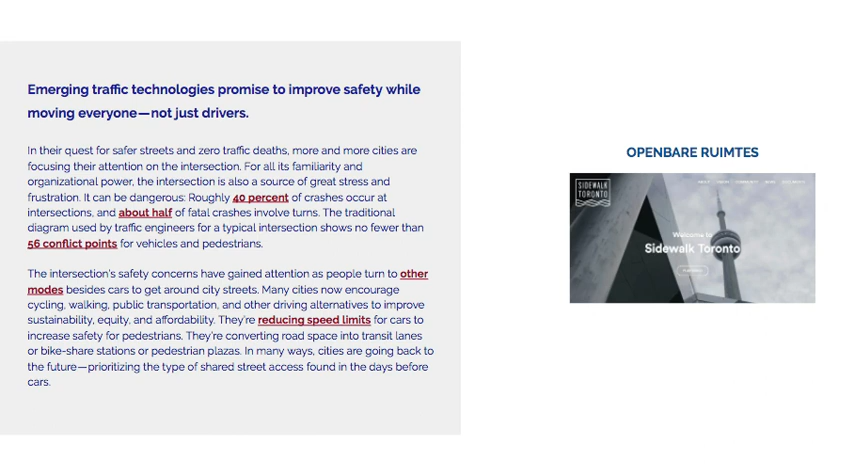 Emerging traffic technologies promise to improve safety while
moving everyone—not just drivers.
In their quest for safer streets and zero traffic deaths, more and more cities are
focusing their attention on the intersection. For all its familiarity and
organizational power, the intersection is also a source of great stress and
frustration. It can be dangerous: Roughly 40 percent of crashes occur at
intersections, and about half of fatal crashes involve turns. The traditional
diagram used by traffic engineers for a typical intersection shows no fewer than
56 conflict points for vehicles and pedestrians.
The intersection's safety concerns have gained attention as people turn to other
modes besides cars to get around city streets. Many cities now encourage
cycling, walking, public transportation, and other driving alternatives to improve
sustainability, equity, and affordability. They're reducing speed limits for cars to
increase safety for pedestrians. They're converting road space into transit lanes
or bike-share stations or pedestrian plazas. In many ways, cities are going back to
the future—prioritizing the type of shared street access found in the days before
cars.
OPENBARE RUIMTES
SIDEWALK
TORONTO
Welcome to
Sidewalk Toronto